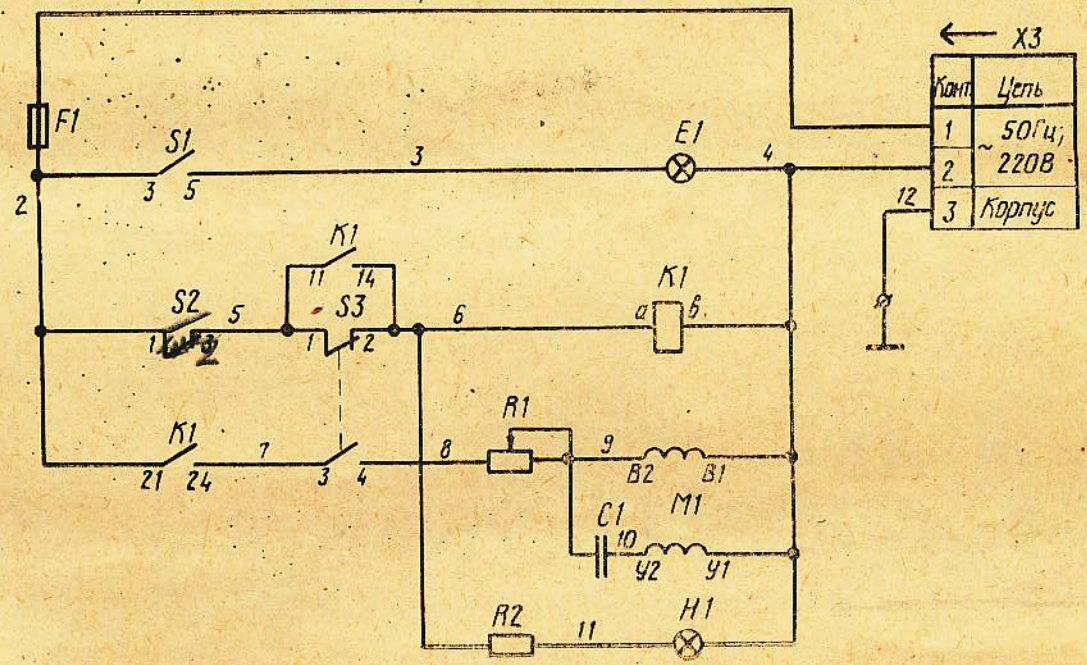 X3
Конт Цепь
1 ~ 50Гц,
2 220В
3 Корпус
12
F1
S1
3 5
3
E1
4
2
K1
11 14
S2
5
S3
1
2
1 2
6
K1
а в
K1
21 24
7
3 4
8
R1
9
В2 В1
M1
C1
10
У2 У1
R2
11
H1